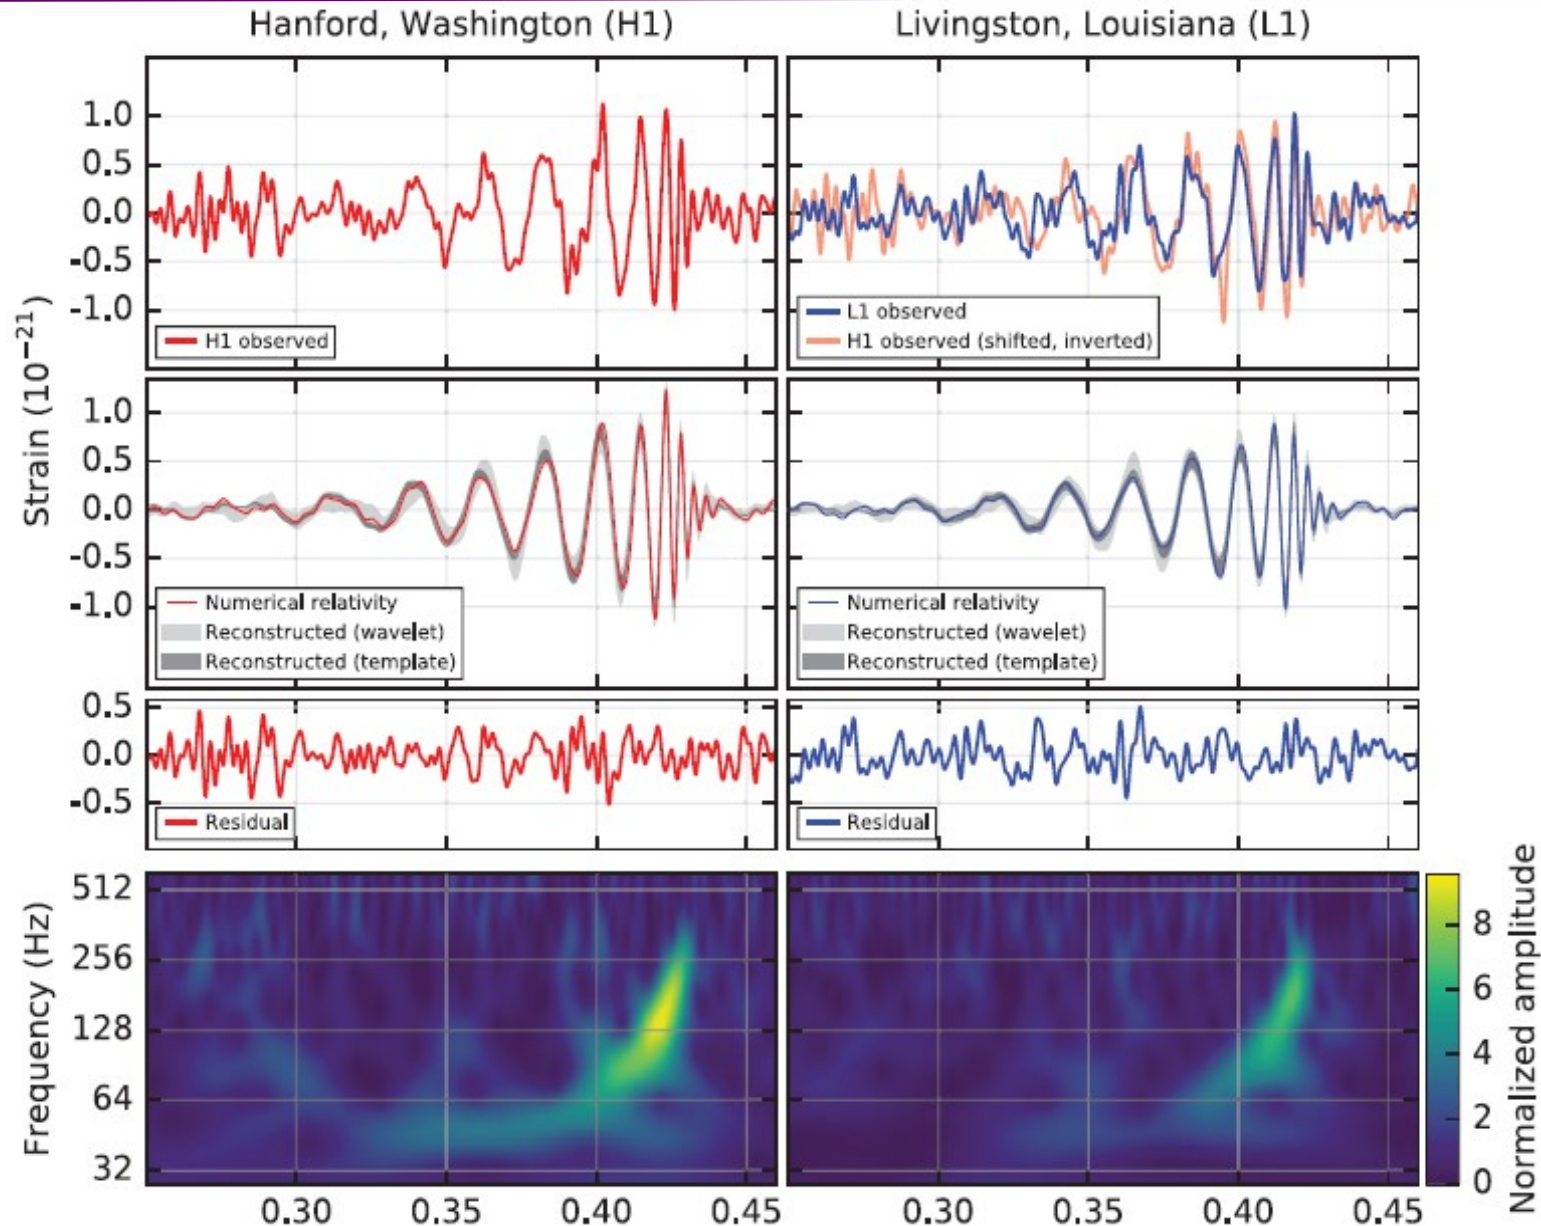 Hanford, Washington (H1)
Livingston, Louisiana (L1)
Strain (10⁻²¹)
1.0
0.5
0.0
-0.5
-1.0
H1 observed
L1 observed
H1 observed (shifted, inverted)
1.0
0.5
0.0
-0.5
-1.0
Numerical relativity
Reconstructed (wavelet)
Reconstructed (template)
Numerical relativity
Reconstructed (wavelet)
Reconstructed (template)
0.5
0.0
-0.5
Residual
Residual
Frequency (Hz)
512
256
128
64
32
0.30 0.35 0.40 0.45
0.30 0.35 0.40 0.45
8
6
4
2
0
Normalized amplitude